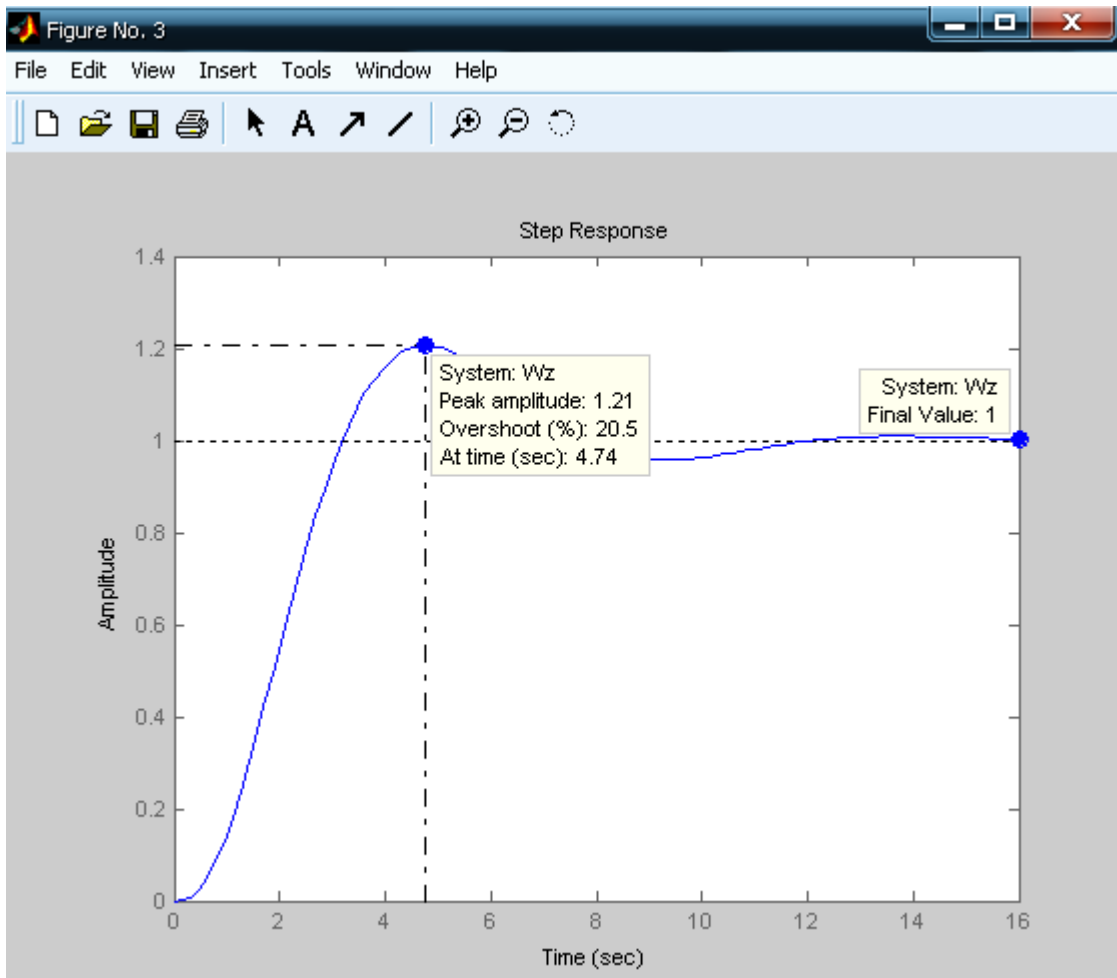 Figure No. 3
File Edit View Insert Tools Window Help
A
Step Response
1.4
1.2
1
0.8
0.6
0.4
0.2
0
Amplitude
System: Wz
Peak amplitude: 1.21
Overshoot (%): 20.5
At time (sec): 4.74
System: Wz
Final Value: 1
0 2 4 6 8 10 12 14 16
Time (sec)